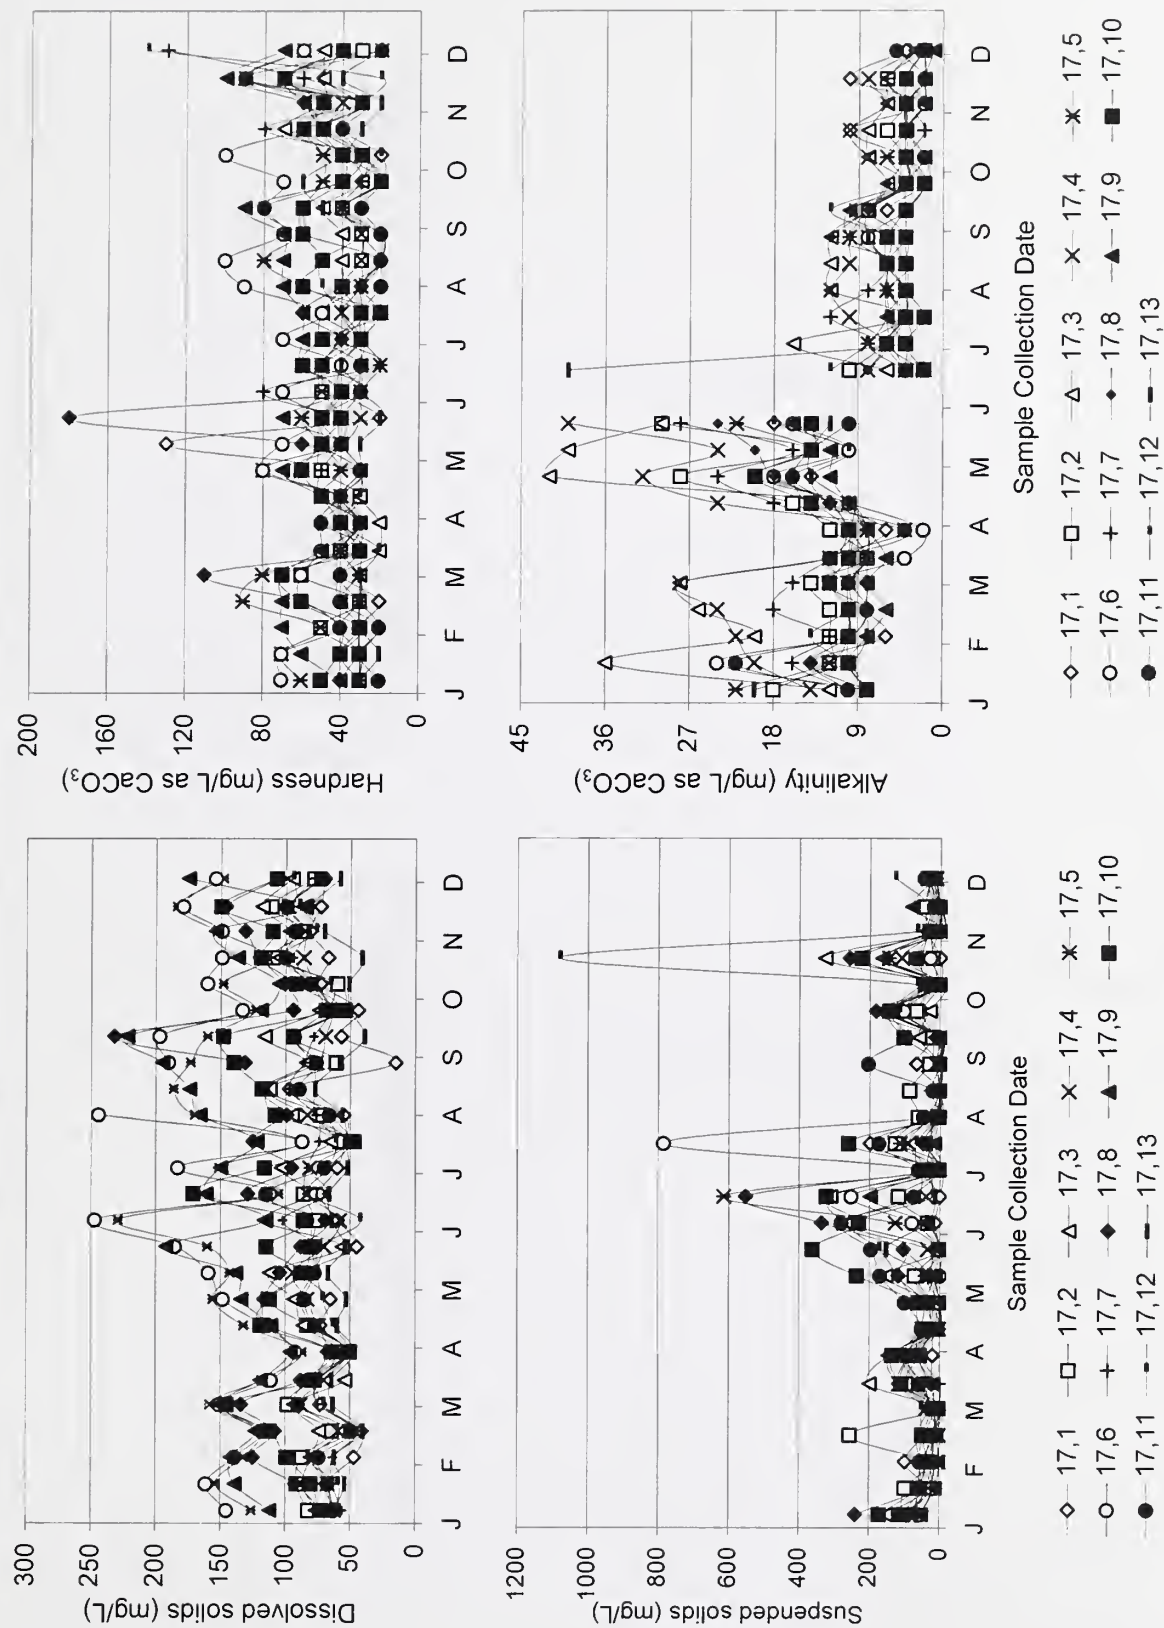 Dissolved solids (mg/L)
300
250
200
150
100
50
0
J F M A M J J A S O N D
Hardness (mg/L as CaCO₃)
200
160
120
80
40
0
J F M A M J J A S O N D
Suspended solids (mg/L)
1200
1000
800
600
400
200
0
J F M A M J J A S O N D
Sample Collection Date
Alkalinity (mg/L as CaCO₃)
45
36
27
18
9
0
J F M A M J J A S O N D
Sample Collection Date
17,1 17,2 17,3 17,4 17,5
17,6 17,7 17,8 17,9 17,10
17,11 17,12 17,13
17,1 17,2 17,3 17,4 17,5
17,6 17,7 17,8 17,9 17,10
17,11 17,12 17,13